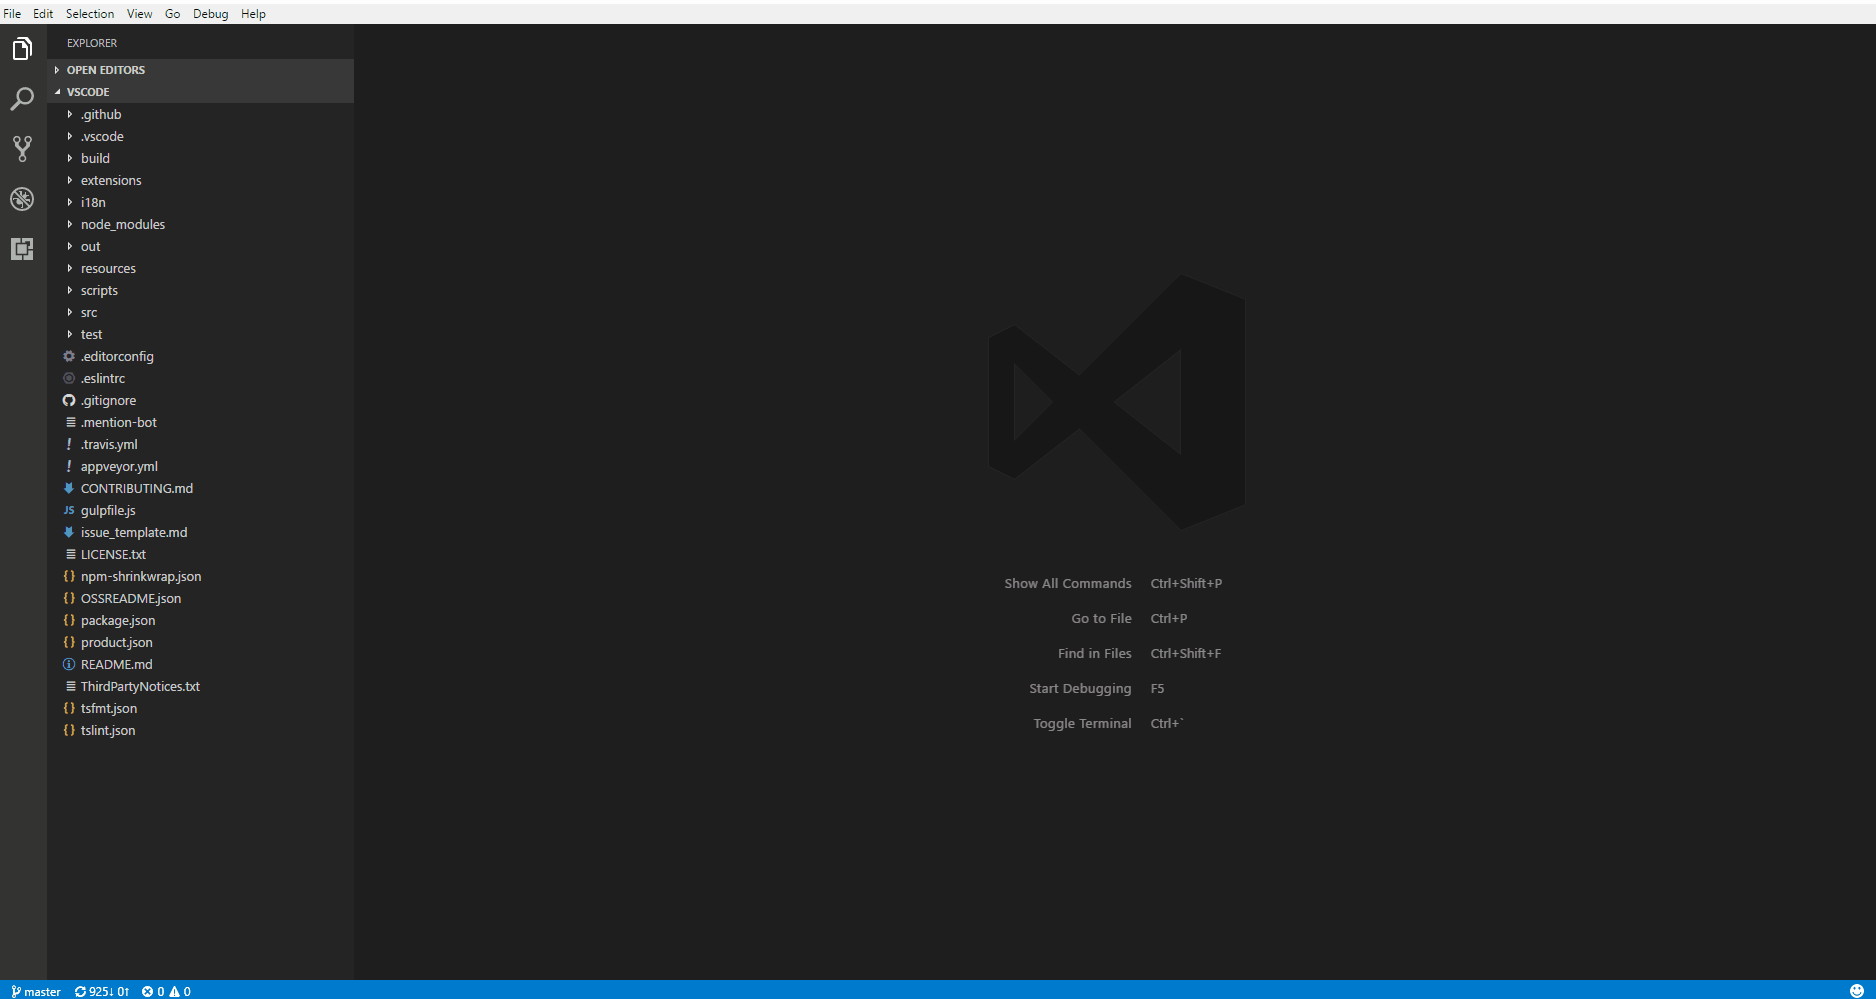 File Edit Selection View Go Debug Help
EXPLORER
OPEN EDITORS
VSCODE
.github
.vscode
build
extensions
i18n
node_modules
out
resources
scripts
src
test
.editorconfig
.eslintrc
.gitignore
.mention-bot
.travis.yml
appveyor.yml
CONTRIBUTING.md
JS gulpfile.js
issue_template.md
LICENSE.txt
npm-shrinkwrap.json
OSSREADME.json
package.json
product.json
README.md
ThirdPartyNotices.txt
tsfmt.json
tslint.json
Show All Commands Ctrl+Shift+P
Go to File Ctrl+P
Find in Files Ctrl+Shift+F
Start Debugging F5
Toggle Terminal Ctrl+`
master 925↓ 0↑ 0 0